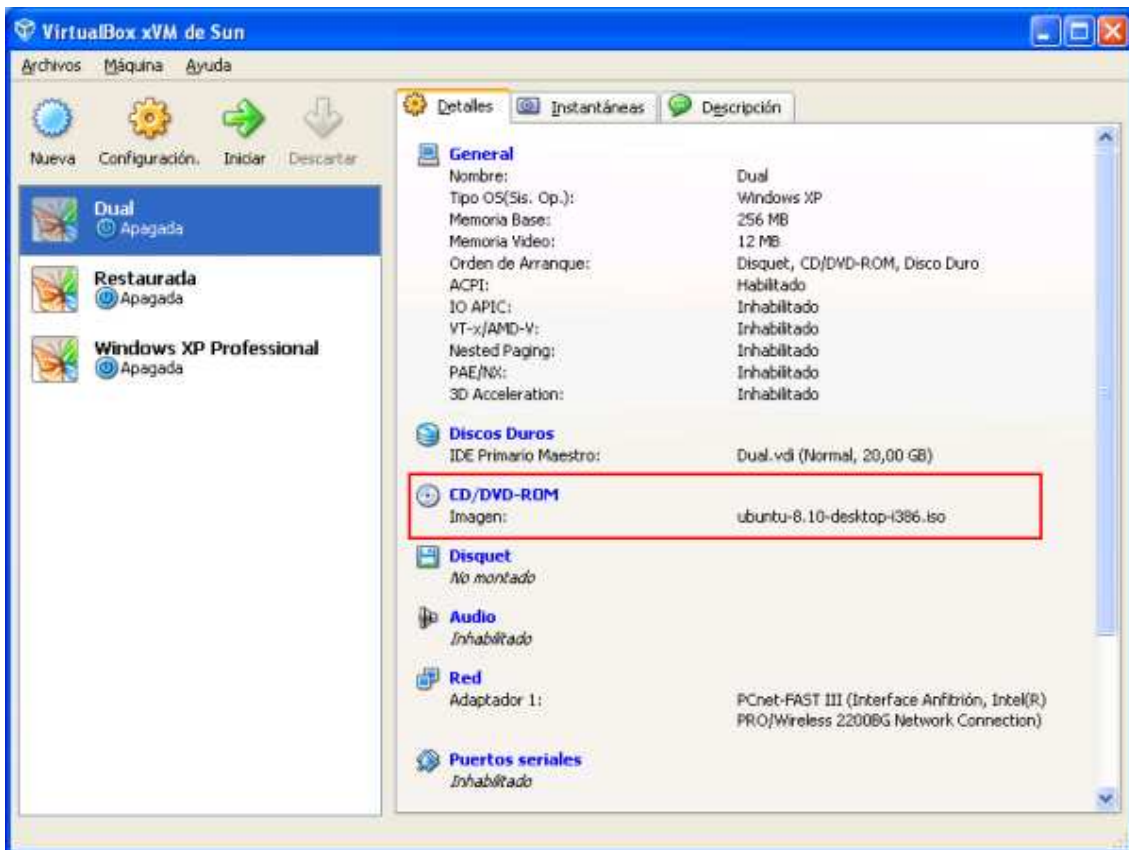 VirtualBox xVM de Sun
Archivos Máquina Ayuda
Nueva Configuración. Iniciar Descartar
Dual
Apagada
Restaurada
Apagada
Windows XP Professional
Apagada
Detalles Instantáneas Descripción
General
Nombre: Dual
Tipo OS(Sis. Op.): Windows XP
Memoria Base: 256 MB
Memoria Video: 12 MB
Orden de Arranque: Disquet, CD/DVD-ROM, Disco Duro
ACPI: Habilitado
IO APIC: Inhabilitado
VT-x/AMD-V: Inhabilitado
Nested Paging: Inhabilitado
PAE/NX: Inhabilitado
3D Acceleration: Inhabilitado
Discos Duros
IDE Primario Maestro: Dual.vdi (Normal, 20,00 GB)
CD/DVD-ROM
Imagen: ubuntu-8.10-desktop-i386.iso
Disquet
No montado
Audio
Inhabilitado
Red
Adaptador 1: PCnet-FAST III (Interface Anfitrión, Intel(R)
PRO/Wireless 2200BG Network Connection)
Puertos seriales
Inhabilitado